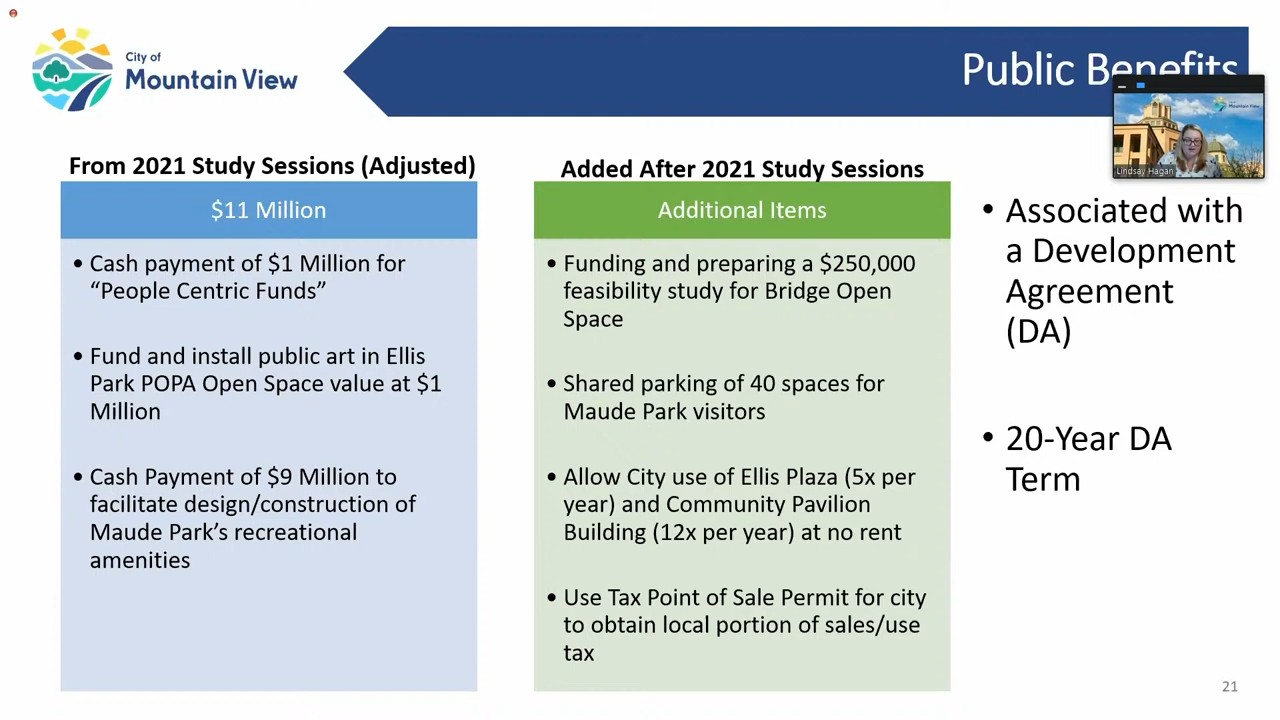 City of
Mountain View
Public Benefits
Mountain View
Lindsay Hagan
From 2021 Study Sessions (Adjusted)
$11 Million
• Cash payment of $1 Million for
“People Centric Funds”
• Fund and install public art in Ellis
Park POPA Open Space value at $1
Million
• Cash Payment of $9 Million to
facilitate design/construction of
Maude Park’s recreational
amenities
Added After 2021 Study Sessions
Additional Items
• Funding and preparing a $250,000
feasibility study for Bridge Open
Space
• Shared parking of 40 spaces for
Maude Park visitors
• Allow City use of Ellis Plaza (5x per
year) and Community Pavilion
Building (12x per year) at no rent
• Use Tax Point of Sale Permit for city
to obtain local portion of sales/use
tax
• Associated with
a Development
Agreement
(DA)
• 20-Year DA
Term
21